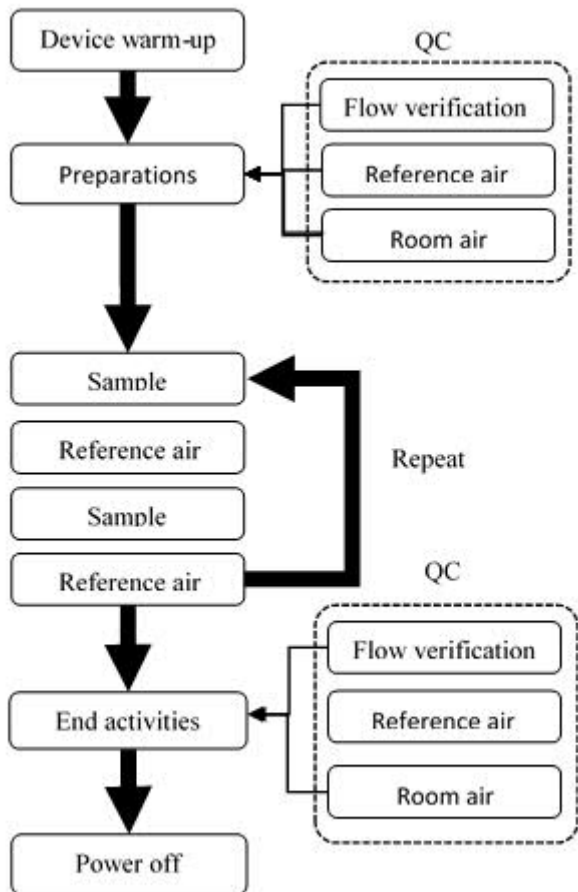 Device warm-up
QC
Flow verification
Preparations
Reference air
Room air
Sample
Reference air
Repeat
Sample
Reference air
QC
Flow verification
End activities
Reference air
Room air
Power off